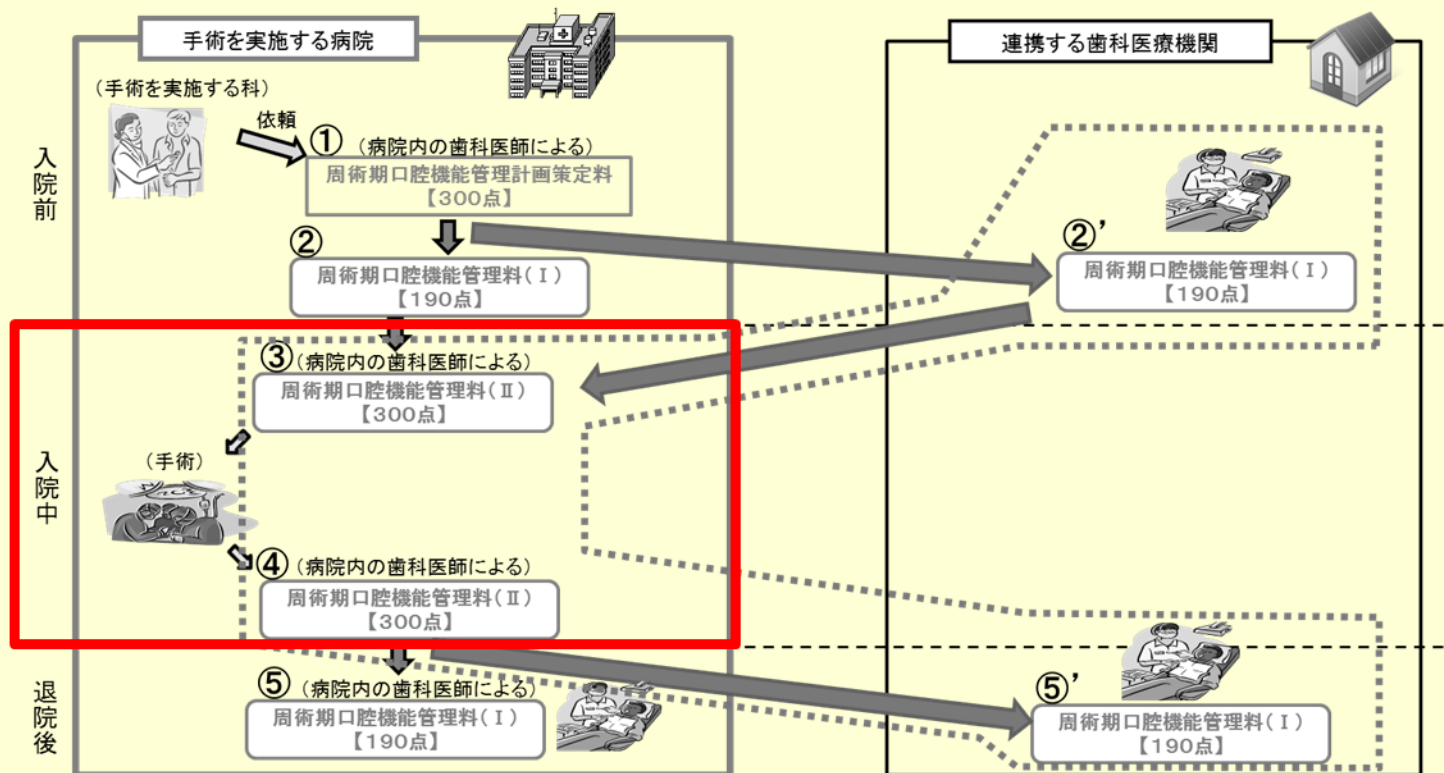 手術を実施する病院
連携する歯科医療機関
(手術を実施する科)
依頼
入院前
① (病院内の歯科医師による)
周術期口腔機能管理計画策定料
【300点】
②
周術期口腔機能管理料(Ⅰ)
【190点】
②’
周術期口腔機能管理料(Ⅰ)
【190点】
入院中
③(病院内の歯科医師による)
周術期口腔機能管理料(Ⅱ)
【300点】
(手術)
④ (病院内の歯科医師による)
周術期口腔機能管理料(Ⅱ)
【300点】
退院後
⑤ (病院内の歯科医師による)
周術期口腔機能管理料(Ⅰ)
【190点】
⑤’
周術期口腔機能管理料(Ⅰ)
【190点】